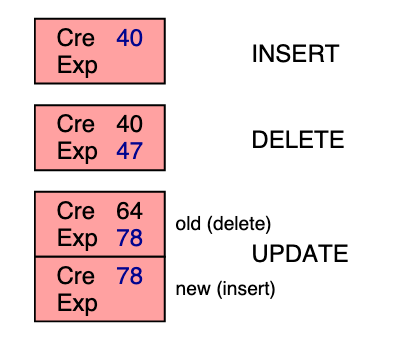 Cre 40
Exp
INSERT
Cre 40
Exp 47
DELETE
Cre 64
Exp 78
old (delete)
UPDATE
Cre 78
Exp
new (insert)